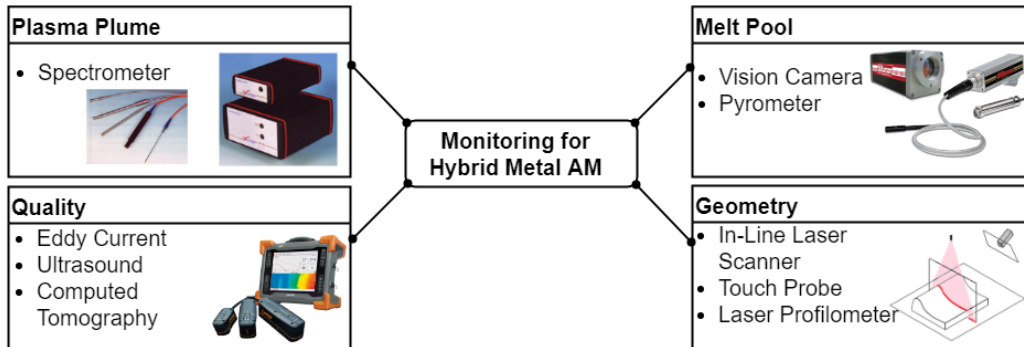 Plasma Plume
• Spectrometer
Melt Pool
• Vision Camera
• Pyrometer
Monitoring for
Hybrid Metal AM
Quality
• Eddy Current
• Ultrasound
• Computed
Tomography
Geometry
• In-Line Laser
Scanner
• Touch Probe
• Laser Profilometer